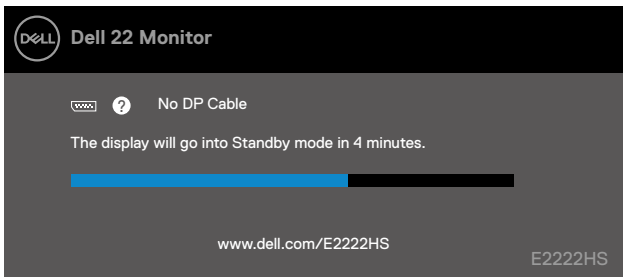 DELL Dell 22 Monitor
? No DP Cable
The display will go into Standby mode in 4 minutes.
www.dell.com/E2222HS
E2222HS